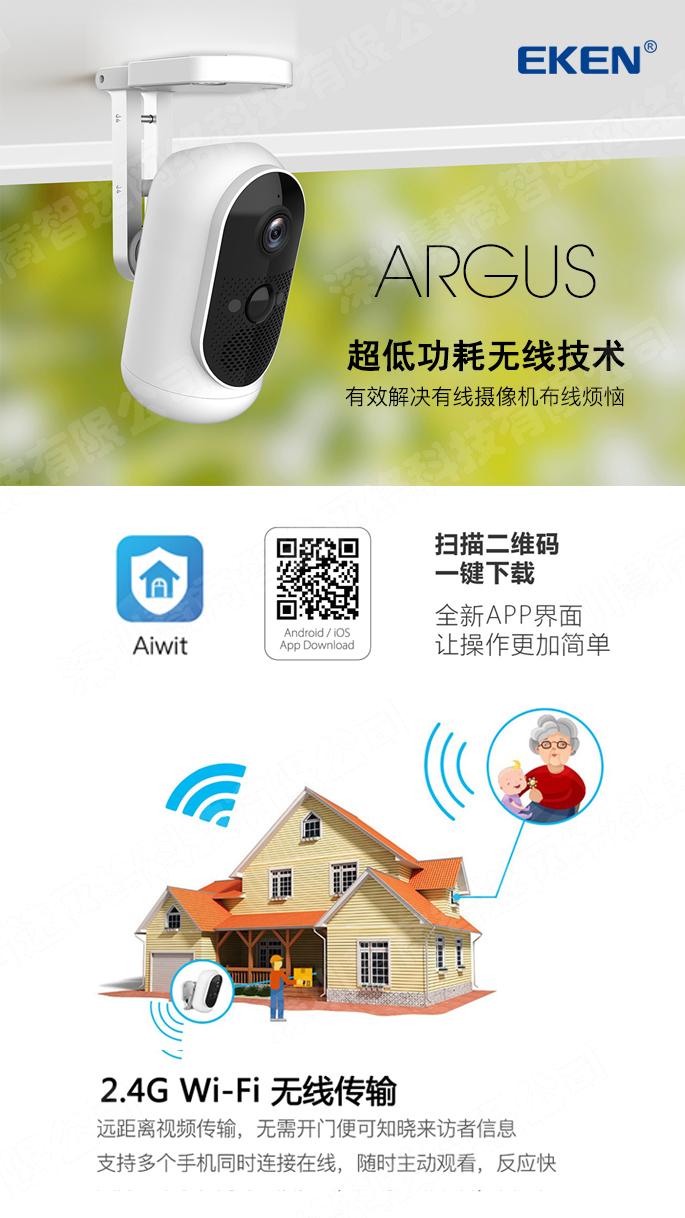 EKEN®
ARGUS
超低功耗无线技术
有效解决有线摄像机布线烦恼
Aiwit
Android / iOS
App Download
扫描二维码
一键下载
全新APP界面
让操作更加简单
2.4G Wi-Fi 无线传输
远距离视频传输，无需开门便可知晓来访者信息
支持多个手机同时连接在线，随时主动观看，反应快